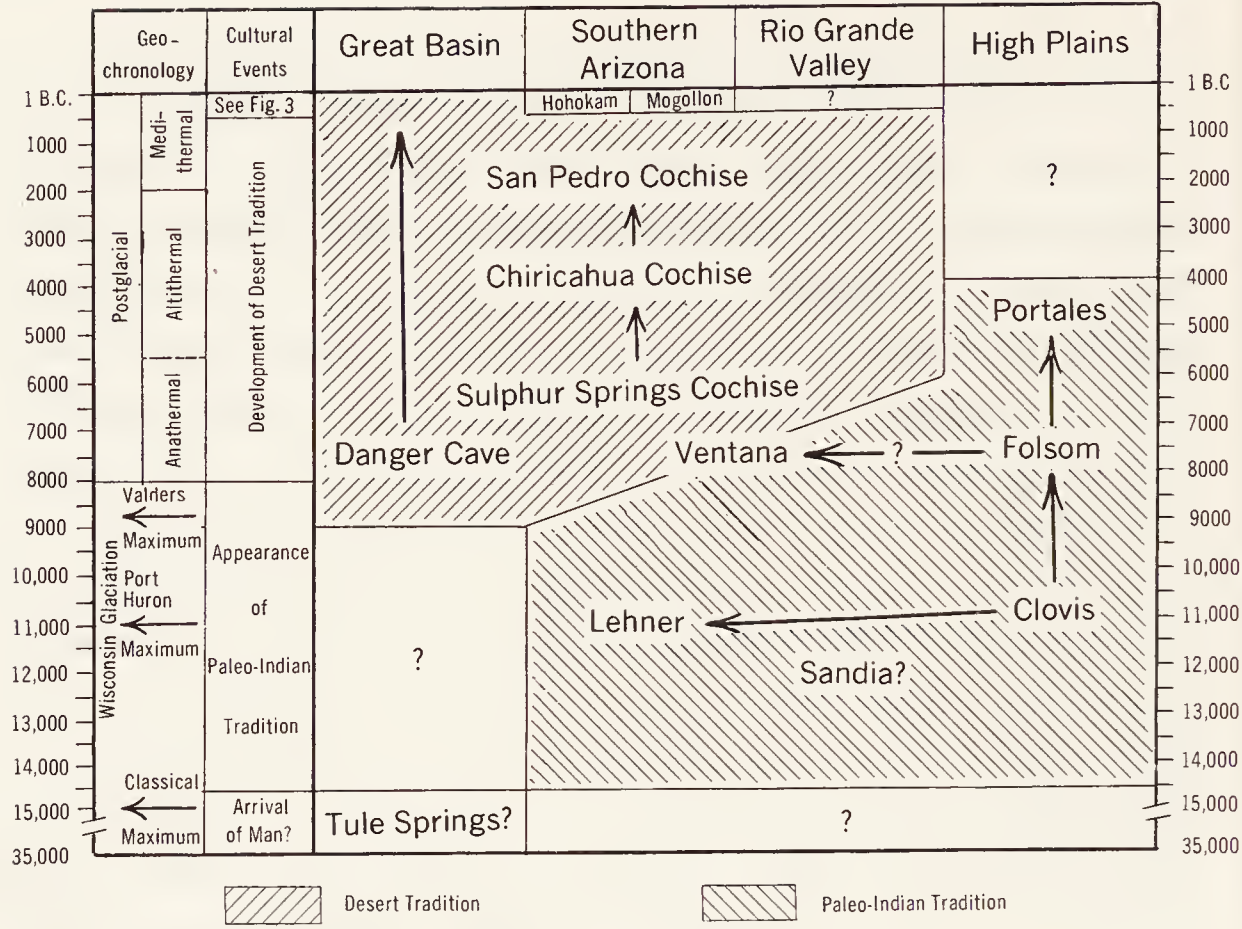 Geo-
chronology
Cultural
Events
Great Basin
Southern
Arizona
Rio Grande
Valley
High Plains
1 B.C.
1000
2000
3000
4000
5000
6000
7000
8000
9000
10,000
11,000
12,000
13,000
14,000
15,000
35,000
Postglacial
Medi-
thermal
Altithermal
Anathermal
Wisconsin Glaciation
Valders
Maximum
Port
Huron
Maximum
Classical
Maximum
See Fig. 3
Development of Desert Tradition
Appearance
of
Paleo-Indian
Tradition
Arrival
of Man?
Hohokam
Mogollon
?
San Pedro Cochise
Chiricahua Cochise
Sulphur Springs Cochise
Danger Cave
Ventana
?
Folsom
Portales
?
Lehner
Clovis
Sandia?
?
Tule Springs?
?
1 B.C
1000
2000
3000
4000
5000
6000
7000
8000
9000
10,000
11,000
12,000
13,000
14,000
15,000
35,000
Desert Tradition
Paleo-Indian Tradition